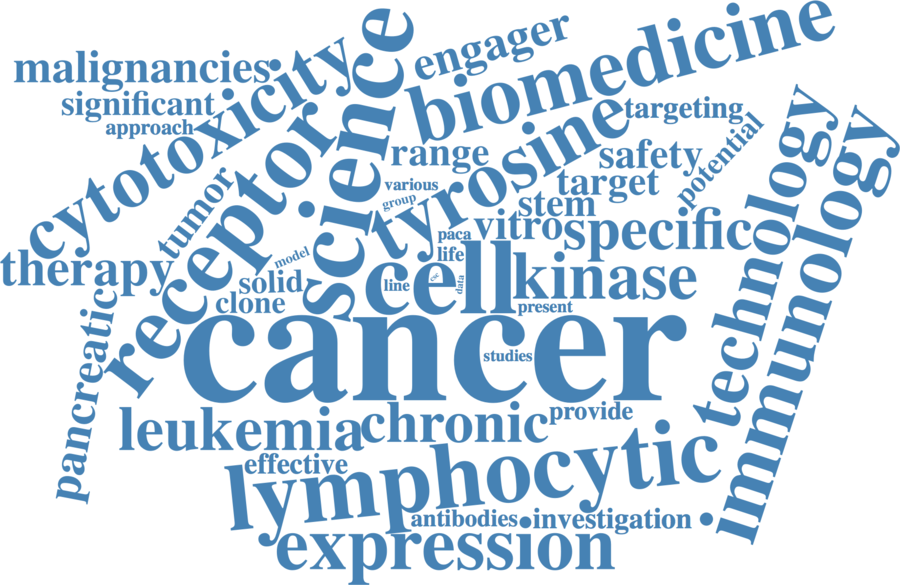 science
engager
biomedicine
malignancies
significant
approach
cytotoxicity
receptor
tyrosine
targeting
range
safety
potential
technology
immunology
various
target
group
stem
tumor
paca
vitro
specific
therapy
model
life
cell
kinase
solid
line
csc
data
clone
present
cancer
studies
pancreatic
leukemia
chronic
provide
effective
lymphocytic
antibodies
investigation
expression